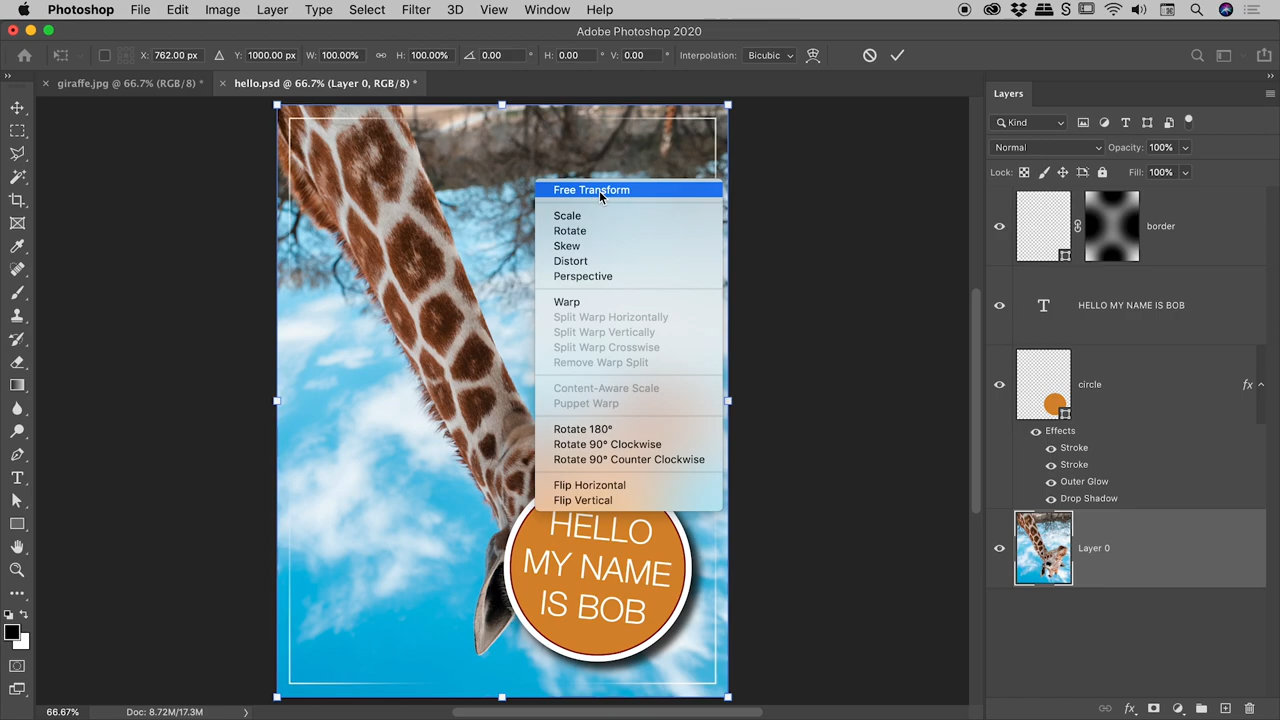 Photoshop File Edit Image Layer Type Select Filter 3D View Window Help
Adobe Photoshop 2020
X: 762.00 px Y: 1000.00 px W: 100.00% H: 100.00% 0.00 ° H: 0.00 ° V: 0.00 ° Interpolation: Bicubic
giraffe.jpg @ 66.7% (RGB/8) * hello.psd @ 66.7% (Layer 0, RGB/8) *
Layers
Kind
Normal Opacity: 100%
Lock: Fill: 100%
border
T HELLO MY NAME IS BOB
circle fx
Effects
Stroke
Stroke
Outer Glow
Drop Shadow
Layer 0
Free Transform
Scale
Rotate
Skew
Distort
Perspective
Warp
Split Warp Horizontally
Split Warp Vertically
Split Warp Crosswise
Remove Warp Split
Content-Aware Scale
Puppet Warp
Rotate 180°
Rotate 90° Clockwise
Rotate 90° Counter Clockwise
Flip Horizontal
Flip Vertical
HELLO
MY NAME
IS BOB
66.67% Doc: 8.72M/17.3M
fx